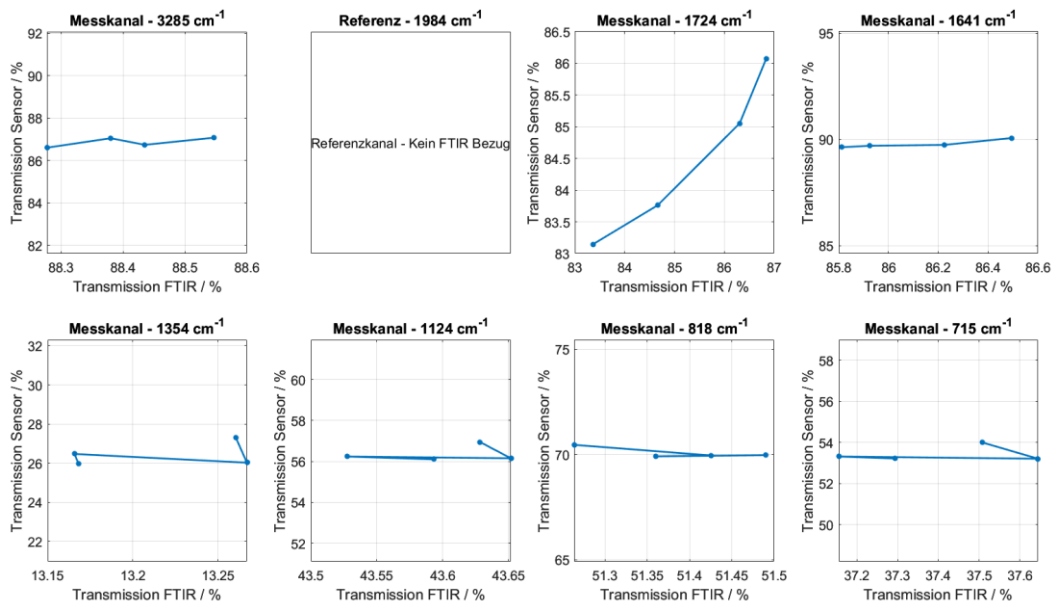 Messkanal - 3285 cm⁻¹
92
90
88
86
84
82
88.3
88.4
88.5
88.6
Transmission Sensor / %
Transmission FTIR / %
Referenz - 1984 cm⁻¹
Referenzkanal - Kein FTIR Bezug
Messkanal - 1724 cm⁻¹
86.5
86
85.5
85
84.5
84
83.5
83
83
84
85
86
87
Transmission Sensor / %
Transmission FTIR / %
Messkanal - 1641 cm⁻¹
95
90
85
85.8
86
86.2
86.4
86.6
Transmission Sensor / %
Transmission FTIR / %
Messkanal - 1354 cm⁻¹
32
30
28
26
24
22
13.15
13.2
13.25
Transmission Sensor / %
Transmission FTIR / %
Messkanal - 1124 cm⁻¹
60
58
56
54
52
43.5
43.55
43.6
43.65
Transmission Sensor / %
Transmission FTIR / %
Messkanal - 818 cm⁻¹
75
70
65
51.3
51.35
51.4
51.45
51.5
Transmission Sensor / %
Transmission FTIR / %
Messkanal - 715 cm⁻¹
58
56
54
52
50
37.2
37.3
37.4
37.5
37.6
Transmission Sensor / %
Transmission FTIR / %